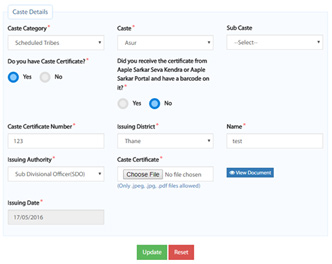 Caste Details
Caste Category * Caste * Sub Caste
Scheduled Tribes Asur --Select--
Do you have Caste Certificate? * Did you receive the certificate from
Aaple Sarkar Seva Kendra or Aaple
Sarkar Portal and have a barcode on
it? *
Yes No
Yes No
Caste Certificate Number * Issuing District * Name *
123 Thane test
Issuing Authority * Caste Certificate *
Sub Divisional Officer(SDO) Choose File No file chosen View Document
(Only .jpeg, .jpg, .pdf files allowed)
Issuing Date *
17/05/2016
Update Reset